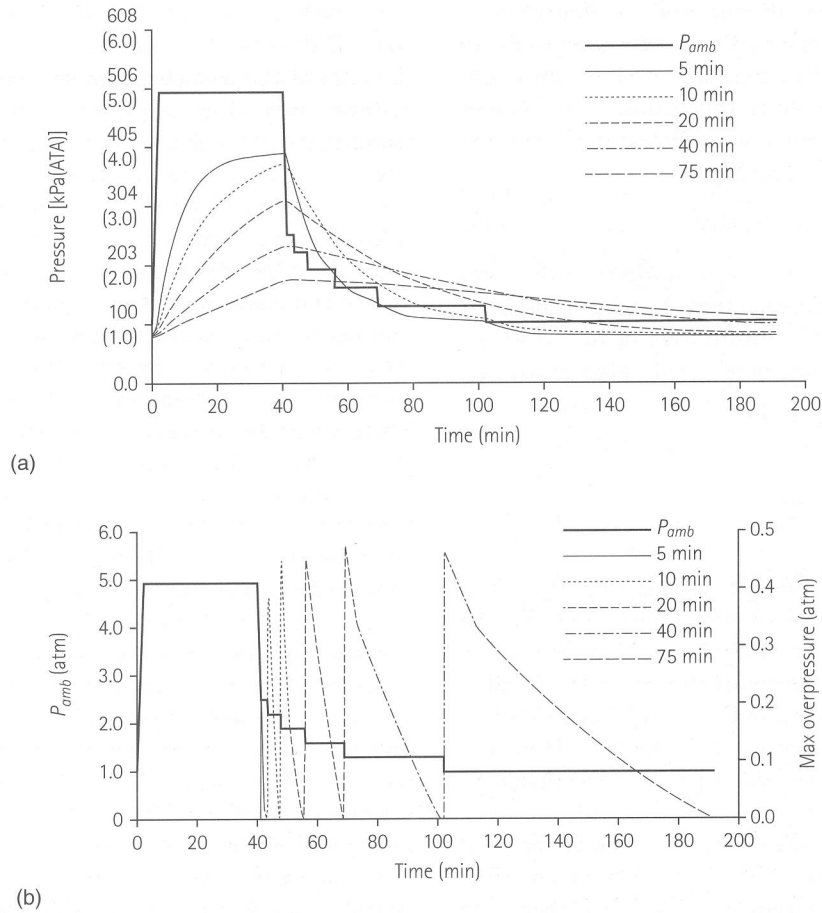 608
(6.0)
506
(5.0)
405
(4.0)
304
(3.0)
203
(2.0)
100
(1.0)
0.0
Pressure [kPa(ATA)]
0 20 40 60 80 100 120 140 160 180 200
Time (min)
P_amb
5 min
10 min
20 min
40 min
75 min
(a)
6.0
5.0
4.0
3.0
2.0
1.0
0
P_amb (atm)
0 20 40 60 80 100 120 140 160 180 200
Time (min)
P_amb
5 min
10 min
20 min
40 min
75 min
0.5
0.4
0.3
0.2
0.1
0.0
Max overpressure (atm)
(b)